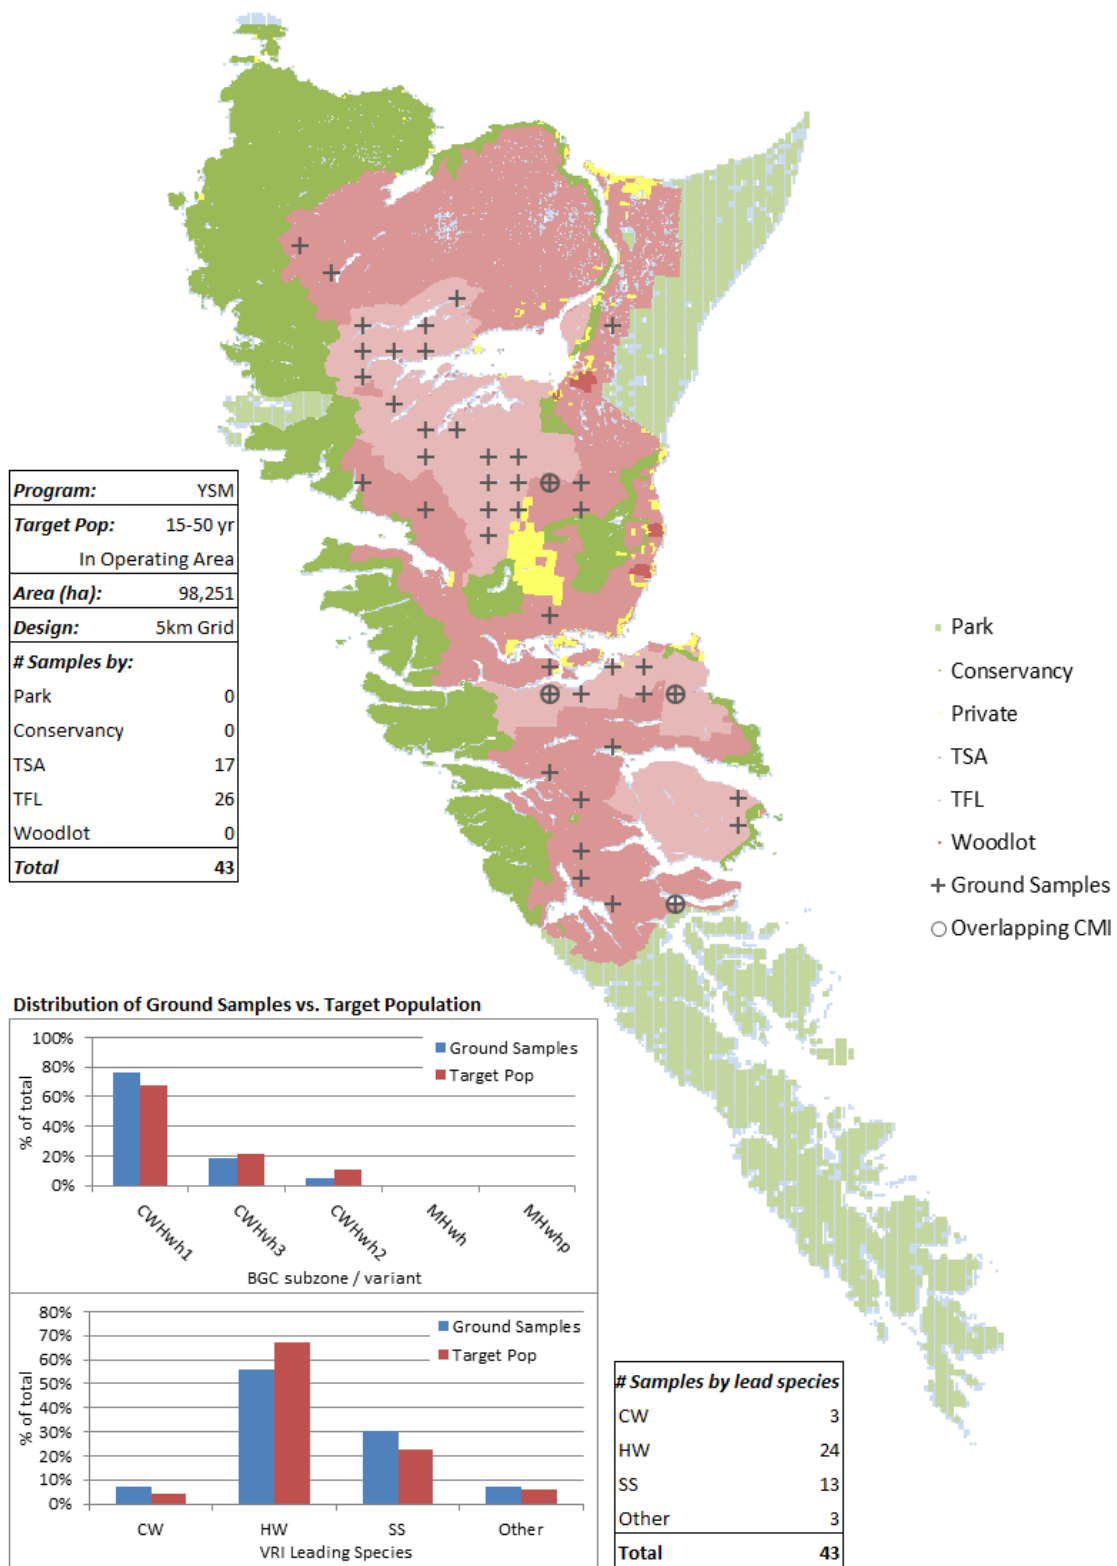 Program: YSM
Target Pop: 15-50 yr
In Operating Area
Area (ha): 98,251
Design: 5km Grid
# Samples by:
Park 0
Conservancy 0
TSA 17
TFL 26
Woodlot 0
Total 43
Park
Conservancy
Private
TSA
TFL
Woodlot
Ground Samples
Overlapping CMI
Distribution of Ground Samples vs. Target Population
100%
80%
60%
40%
20%
0%
% of total
Ground Samples
Target Pop
CWHwh1
CWHvh3
CWHwh2
MHwh
MHwhp
BGC subzone / variant
80%
70%
60%
50%
40%
30%
20%
10%
0%
% of total
Ground Samples
Target Pop
CW
HW
SS
Other
VRI Leading Species
# Samples by lead species
CW 3
HW 24
SS 13
Other 3
Total 43